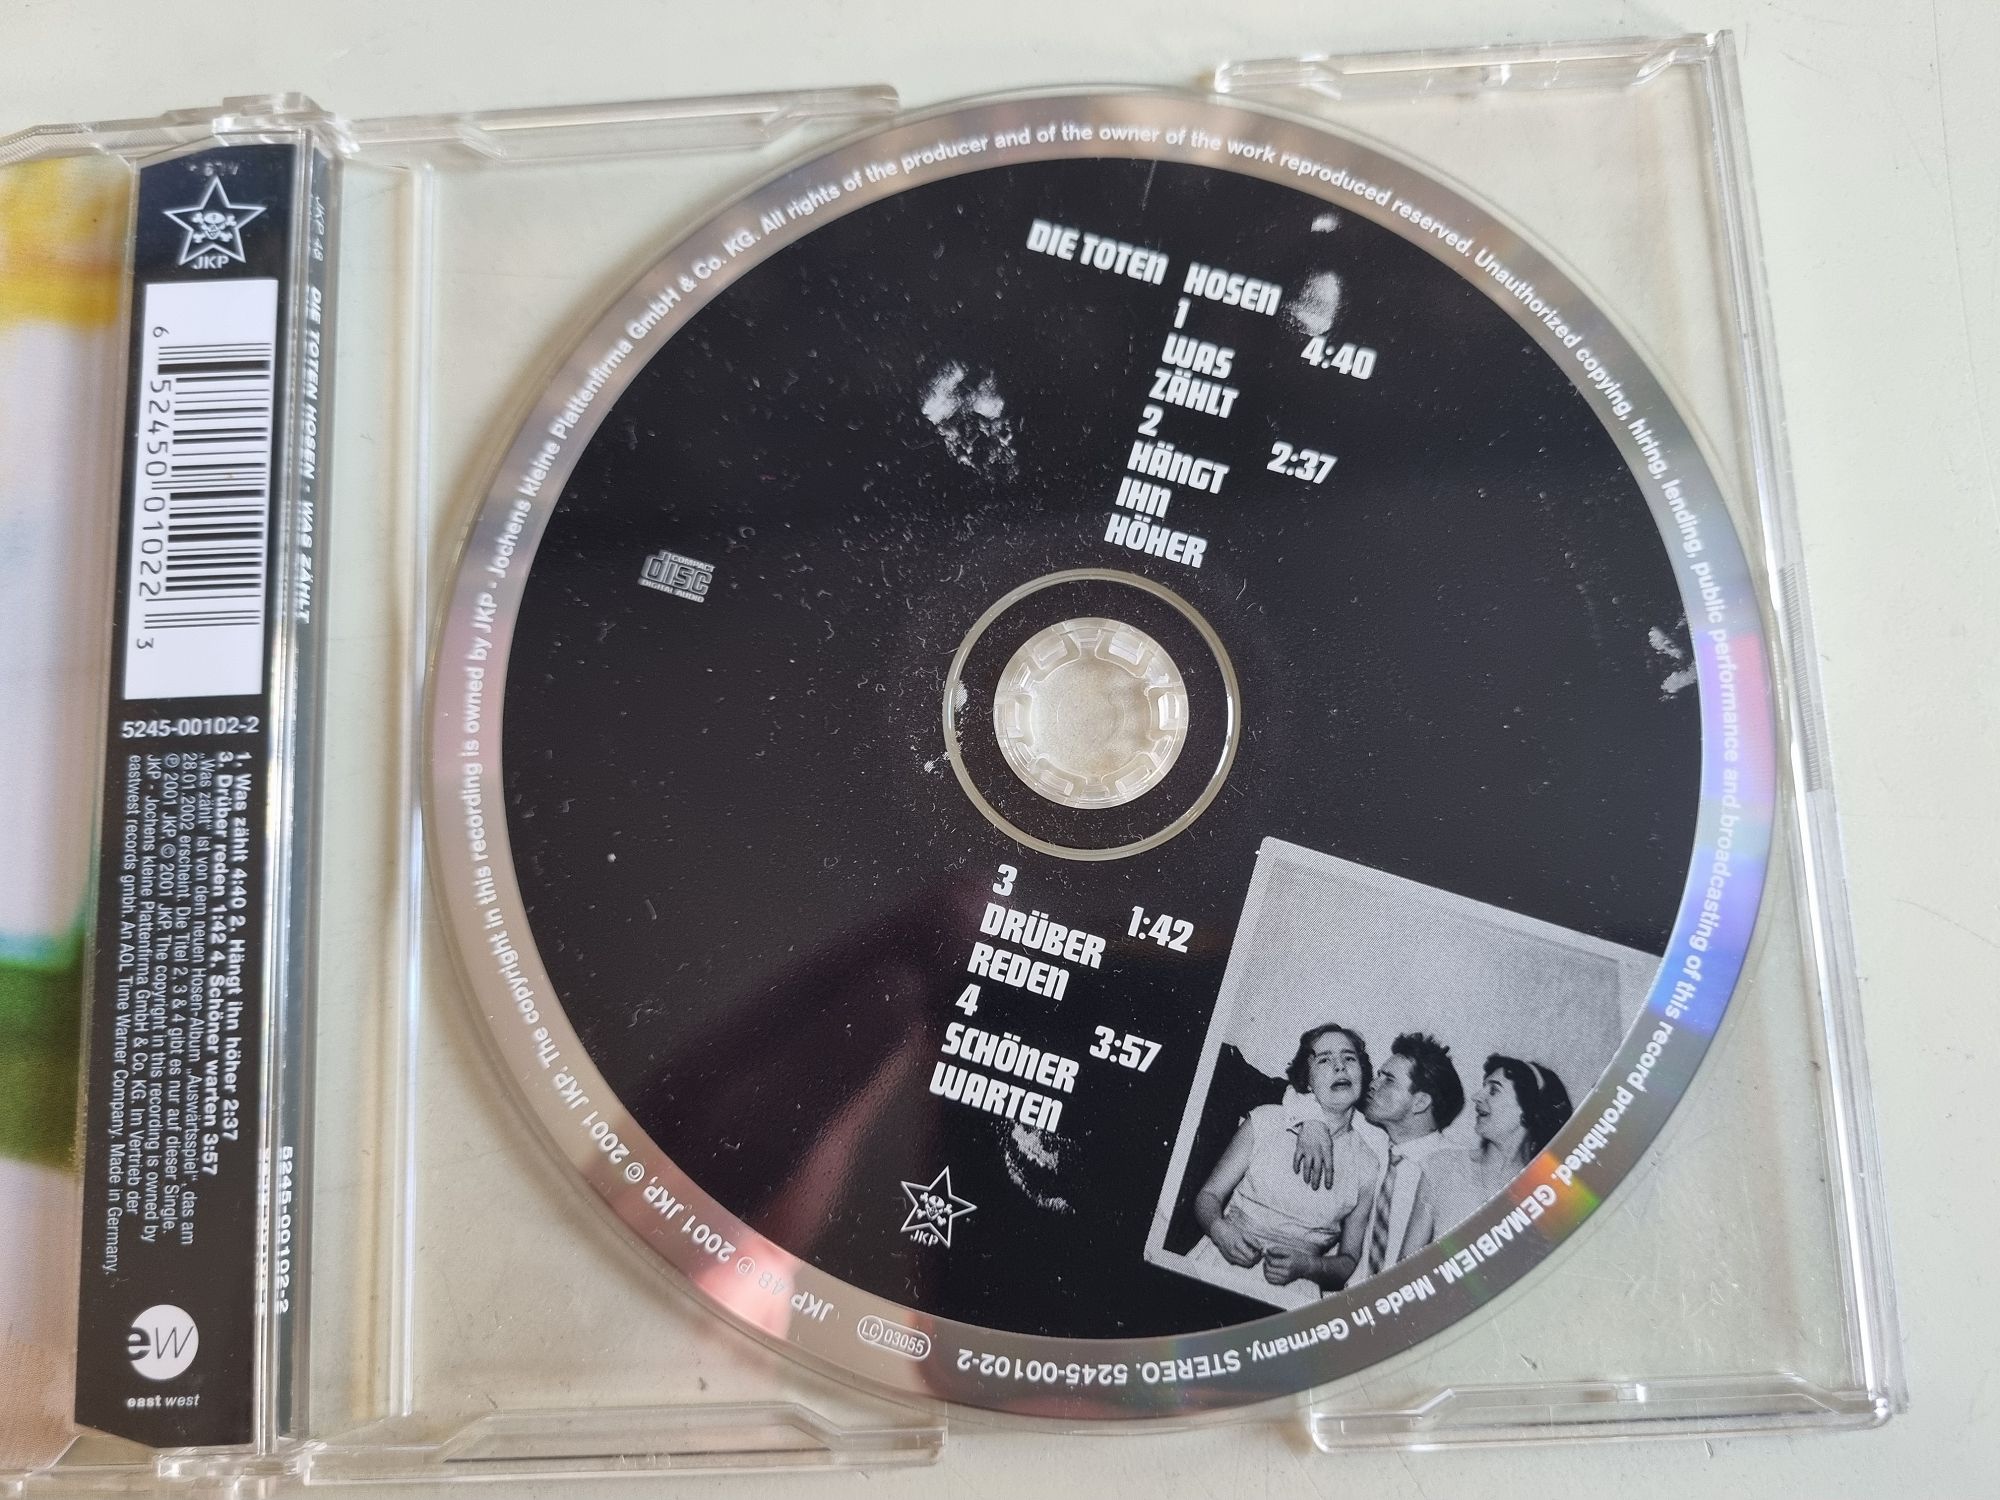 JKP
6 52450 01022 3
5245-00102-2
1. Was zählt 4:40 2. Hängt ihn höher 2:37
3. Drüber reden 1:42 4. Schöner warten 3:57
„Was zählt“ ist von dem neuen Hosen-Album „Auswärtsspiel“, das am
28.01.2002 erscheint. Die Titel 2, 3 & 4 gibt es nur auf dieser Single.
℗ 2001 JKP, © 2001 JKP. The copyright in this recording is owned by
JKP - Jochens kleine Plattenfirma GmbH & Co. KG. Im Vertrieb der
eastwest records gmbh. An AOL Time Warner Company. Made in Germany.
eW
east west
JKP 48 DIE TOTEN HOSEN · WAS ZÄHLT 5245-00102-2
DIE TOTEN HOSEN
1
WAS 4:40
ZÄHLT
2
HÄNGT 2:37
IHN
HÖHER
COMPACT
disc
DIGITAL AUDIO
3
DRÜBER 1:42
REDEN
4
SCHÖNER 3:57
WARTEN
JKP
JKP 48 ℗ 2001 JKP, © 2001 JKP. The copyright in this recording is owned by JKP - Jochens kleine Plattenfirma GmbH & Co. KG. All rights of the producer and of the owner of the work reproduced reserved. Unauthorized copying, hiring, lending, public performance and broadcasting of this record prohibited. GEMA/BIEM. Made in Germany. STEREO. 5245-00102-2
LC 03055